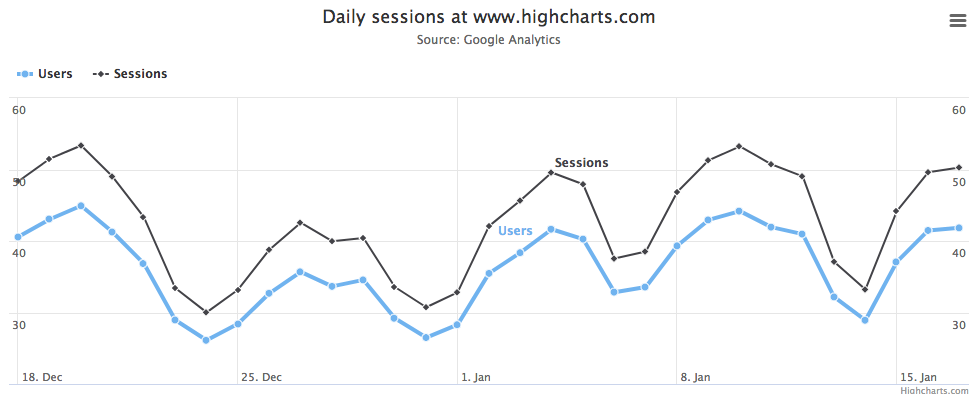 Daily sessions at www.highcharts.com
Source: Google Analytics
Users Sessions
60 60
50 50
Sessions
Users
40 40
30 30
18. Dec 25. Dec 1. Jan 8. Jan 15. Jan
Highcharts.com